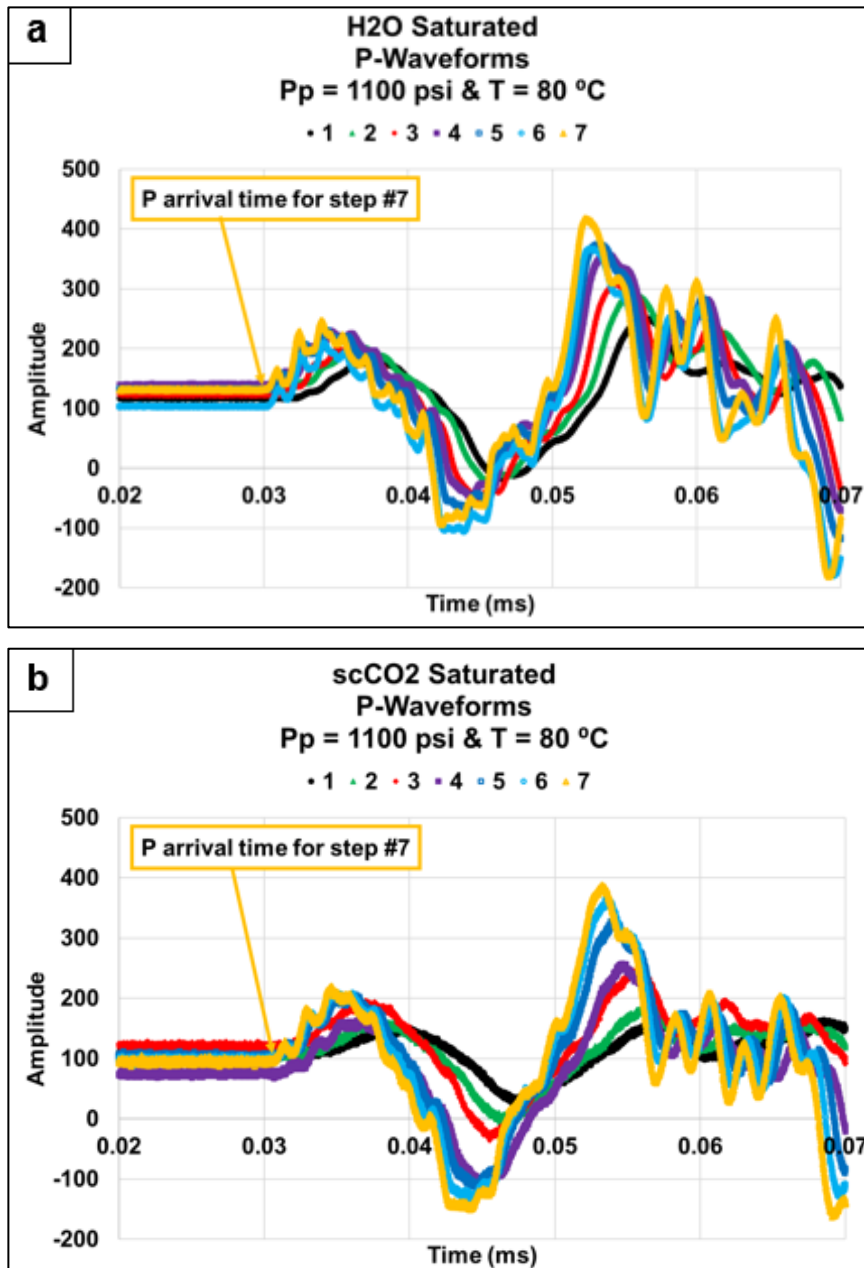 a
H2O Saturated
P-Waveforms
Pp = 1100 psi & T = 80 ºC
1 2 3 4 5 6 7
P arrival time for step #7
500
400
300
200
100
0
-100
-200
Amplitude
0.02 0.03 0.04 0.05 0.06 0.07
Time (ms)
b
scCO2 Saturated
P-Waveforms
Pp = 1100 psi & T = 80 ºC
1 2 3 4 5 6 7
P arrival time for step #7
500
400
300
200
100
0
-100
-200
Amplitude
0.02 0.03 0.04 0.05 0.06 0.07
Time (ms)